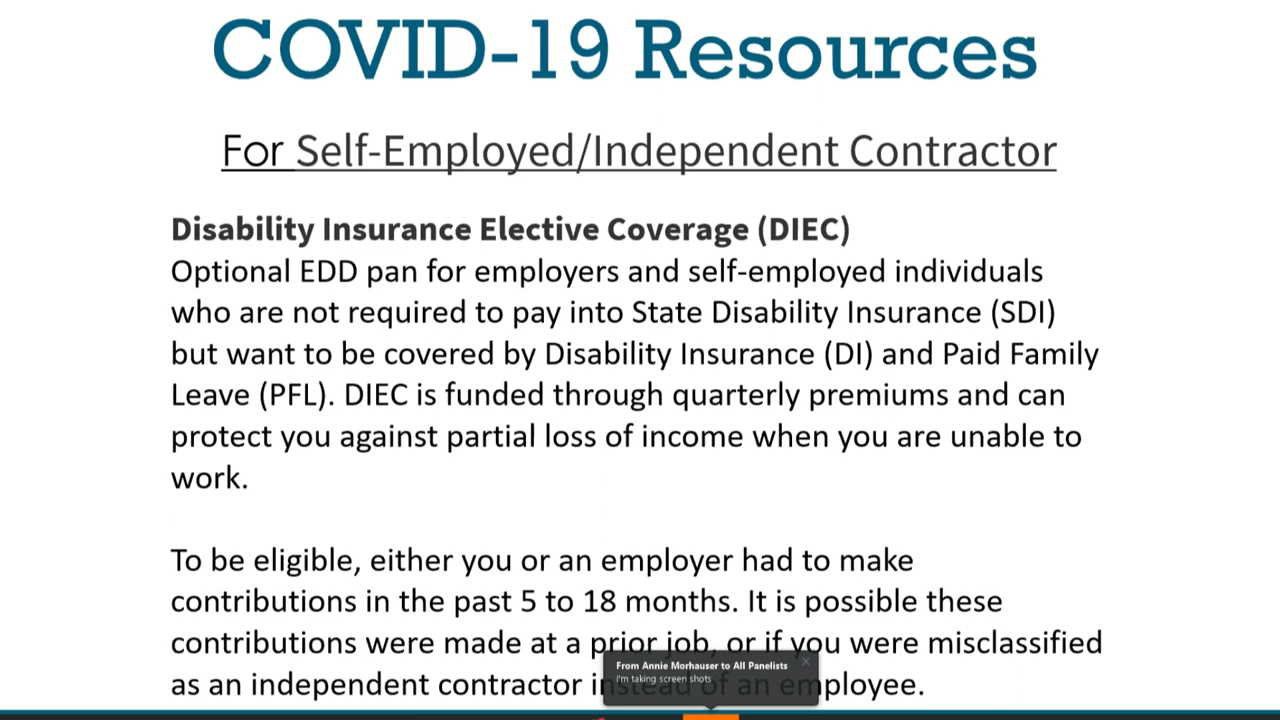 COVID-19 Resources
For Self-Employed/Independent Contractor
Disability Insurance Elective Coverage (DIEC)
Optional EDD pan for employers and self-employed individuals
who are not required to pay into State Disability Insurance (SDI)
but want to be covered by Disability Insurance (DI) and Paid Family
Leave (PFL). DIEC is funded through quarterly premiums and can
protect you against partial loss of income when you are unable to
work.
To be eligible, either you or an employer had to make
contributions in the past 5 to 18 months. It is possible these
contributions were made at a prior job, or if you were misclassified
as an independent contractor instead of an employee.
From Annie Morhauser to All Panelists
I'm taking screen shots